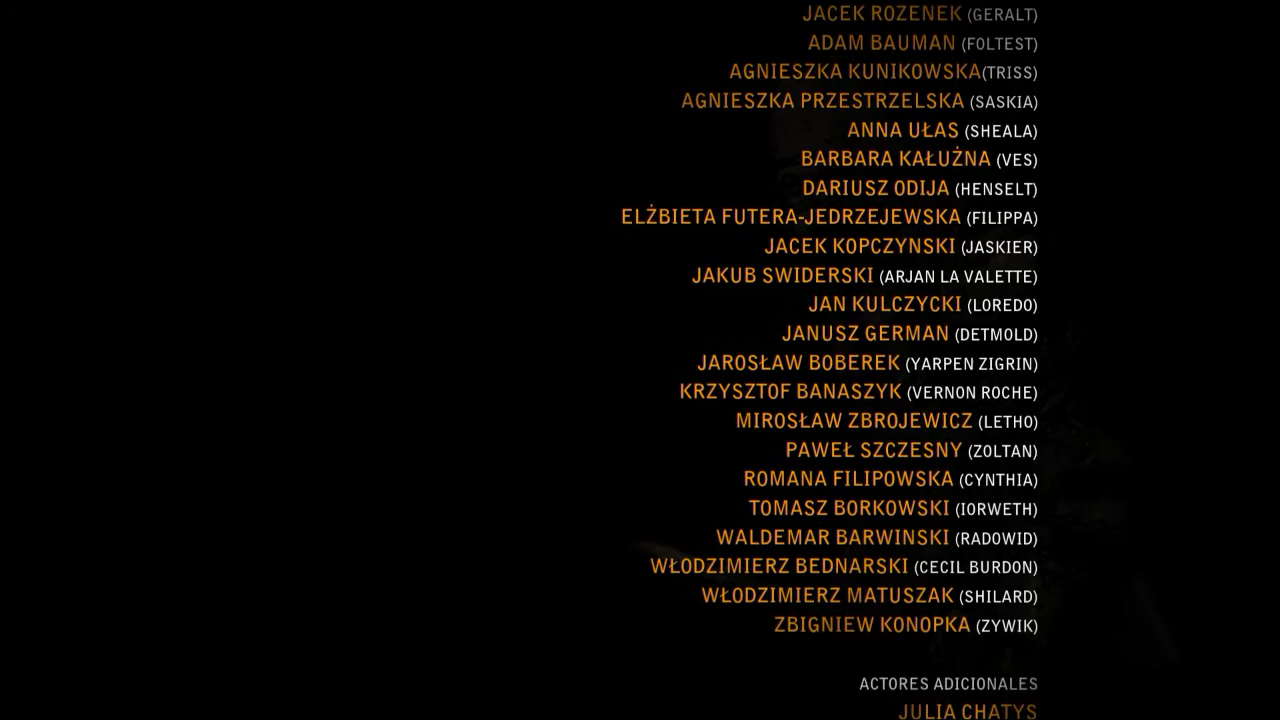 JACEK ROZENEK (GERALT)
ADAM BAUMAN (FOLTEST)
AGNIESZKA KUNIKOWSKA(TRISS)
AGNIESZKA PRZESTRZELSKA (SASKIA)
ANNA UŁAS (SHEALA)
BARBARA KAŁUŻNA (VES)
DARIUSZ ODIJA (HENSELT)
ELŻBIETA FUTERA-JEDRZEJEWSKA (FILIPPA)
JACEK KOPCZYNSKI (JASKIER)
JAKUB SWIDERSKI (ARJAN LA VALETTE)
JAN KULCZYCKI (LOREDO)
JANUSZ GERMAN (DETMOLD)
JAROSŁAW BOBEREK (YARPEN ZIGRIN)
KRZYSZTOF BANASZYK (VERNON ROCHE)
MIROSŁAW ZBROJEWICZ (LETHO)
PAWEŁ SZCZESNY (ZOLTAN)
ROMANA FILIPOWSKA (CYNTHIA)
TOMASZ BORKOWSKI (IORWETH)
WALDEMAR BARWINSKI (RADOWID)
WŁODZIMIERZ BEDNARSKI (CECIL BURDON)
WŁODZIMIERZ MATUSZAK (SHILARD)
ZBIGNIEW KONOPKA (ZYWIK)
ACTORES ADICIONALES
JULIA CHATYS